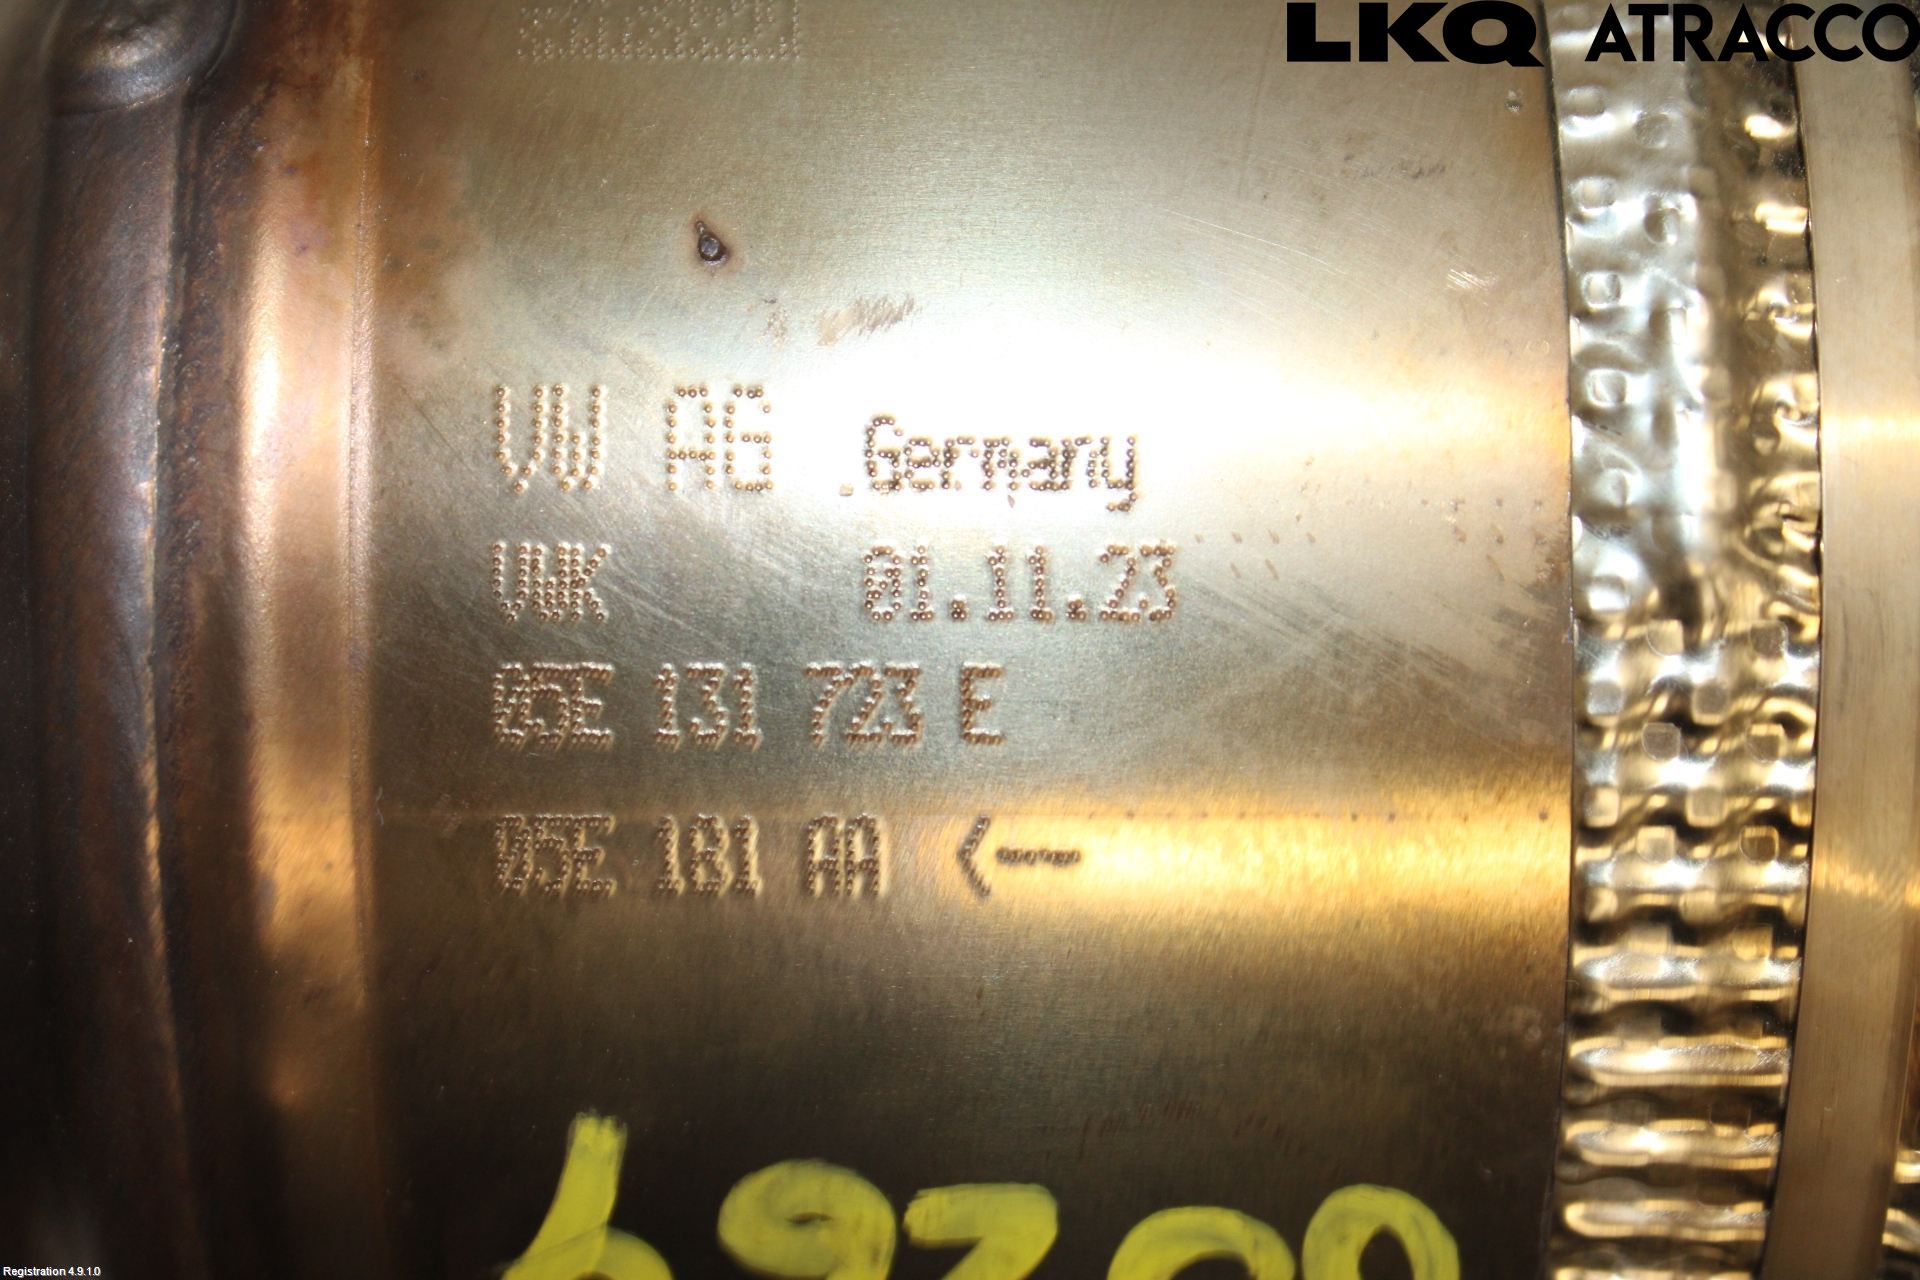 LKQ ATRACCO
VW AG Germany
VWK 01.11.23
05E 131 723 E
05E 181 AA <—
Registration 4.9.1.0